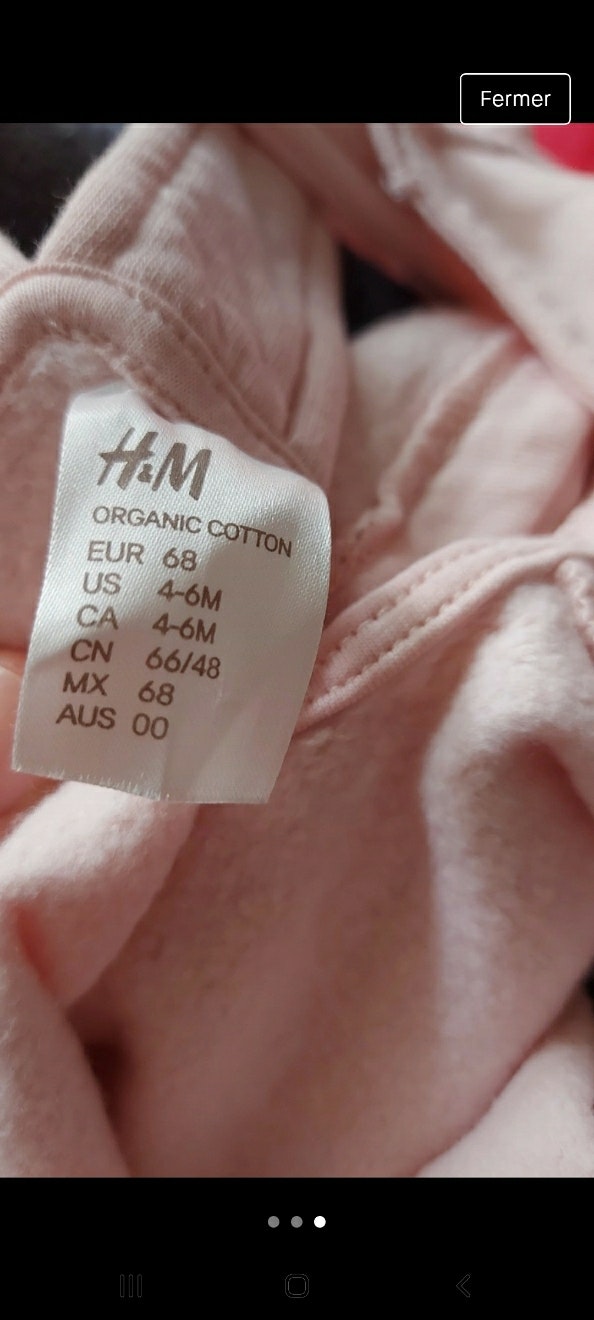 Fermer
H&M
ORGANIC COTTON
EUR 68
US 4-6M
CA 4-6M
CN 66/48
MX 68
AUS 00